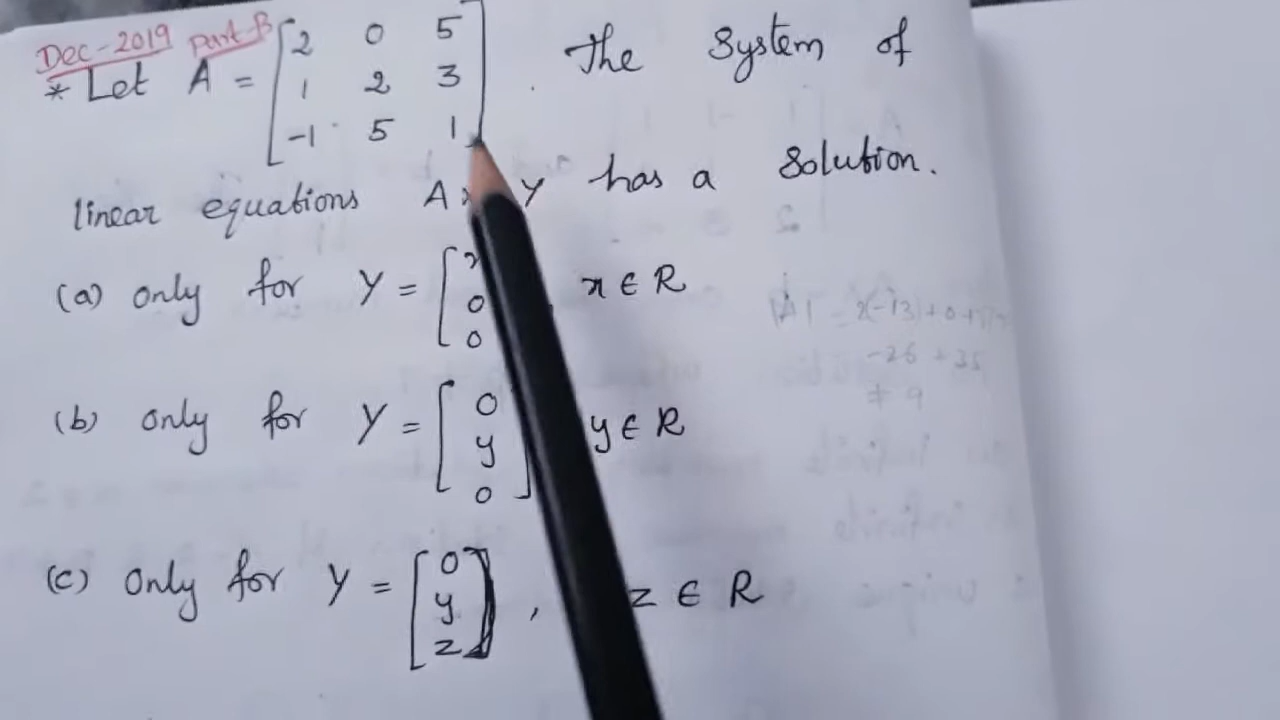 Dec-2019 Part-B
* Let A = [2 0 5
1 2 3
-1 5 1]. The System of
linear equations A Y has a Solution.
(a) only for Y = [x
0
0 , x ∈ R
(b) only for Y = [0
y
0] y ∈ R
(c) only for Y = [0
y
z], z ∈ R